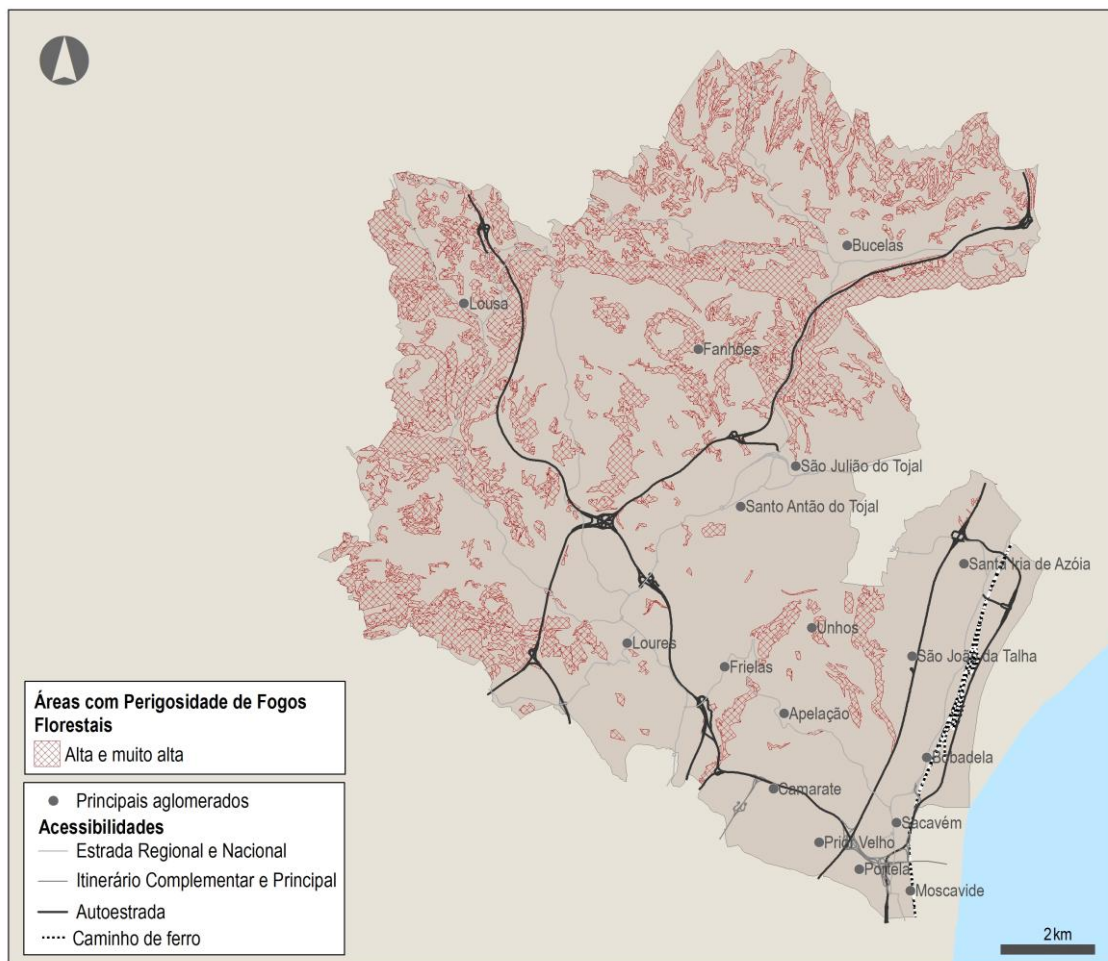 Bucelas
Lousa
Fanhões
São Julião do Tojal
Santo Antão do Tojal
Santa Iria de Azóia
Unhos
Loures
São João da Talha
Frielas
Apelação
Bobadela
Camarate
Sacavém
Prior Velho
Portela
Moscavide
Áreas com Perigosidade de Fogos
Florestais
Alta e muito alta
Principais aglomerados
Acessibilidades
Estrada Regional e Nacional
Itinerário Complementar e Principal
Autoestrada
Caminho de ferro
2 km